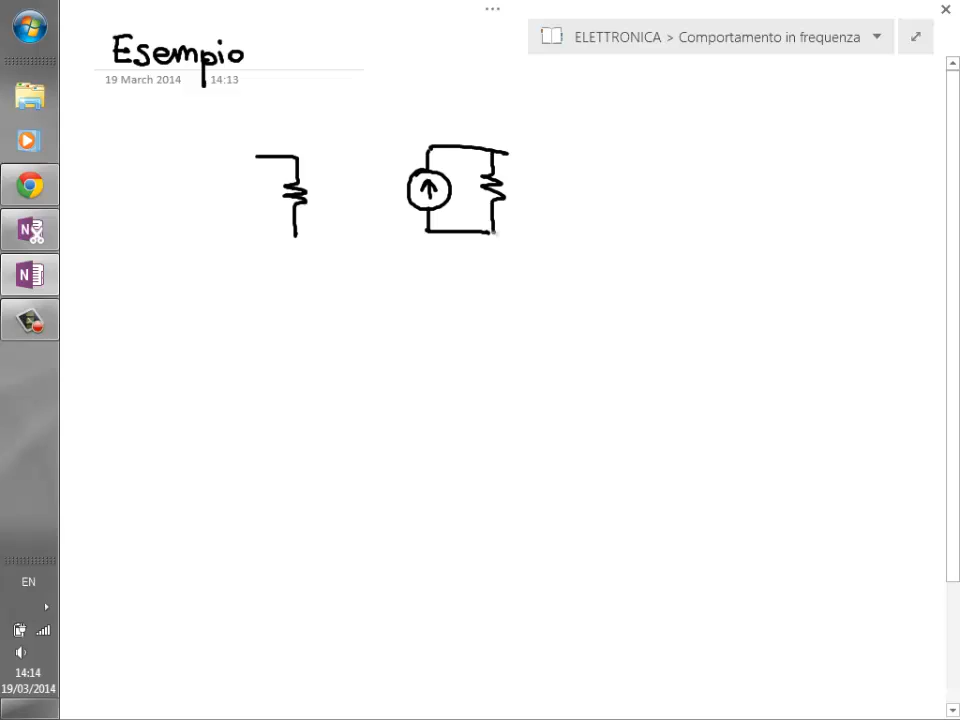 ELETTRONICA > Comportamento in frequenza
Esempio
19 March 2014 14:13
N
N
EN
14:14
19/03/2014